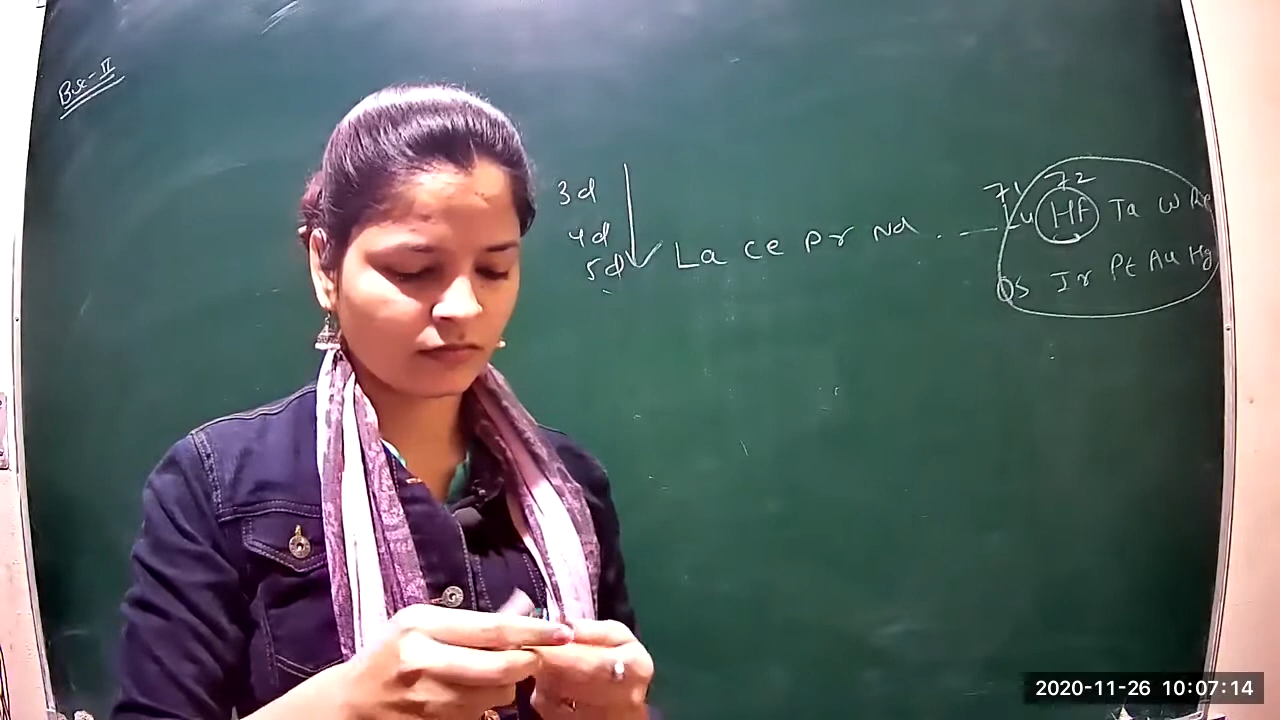 BSc-II
3d
4d
5d La Ce Pr Nd . — Lu Hf Ta W Re
71 72
Os Ir Pt Au Hg
2020-11-26 10:07:14